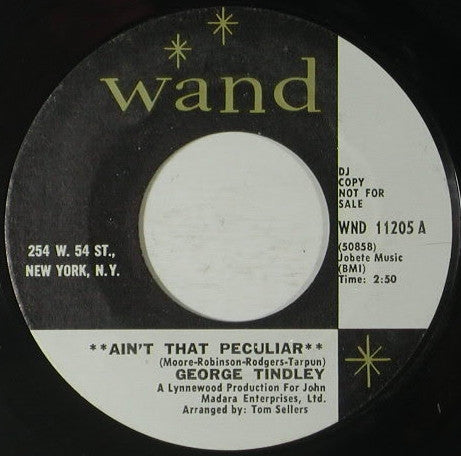 wand
DJ
COPY
NOT FOR
SALE
WND 11205 A
(50858)
Jobete Music
(BMI)
Time: 2:50
254 W. 54 ST.,
NEW YORK, N.Y.
**AIN'T THAT PECULIAR**
(Moore-Robinson-Rodgers-Tarpun)
GEORGE TINDLEY
A Lynnewood Production For John
Madara Enterprises, Ltd.
Arranged by: Tom Sellers